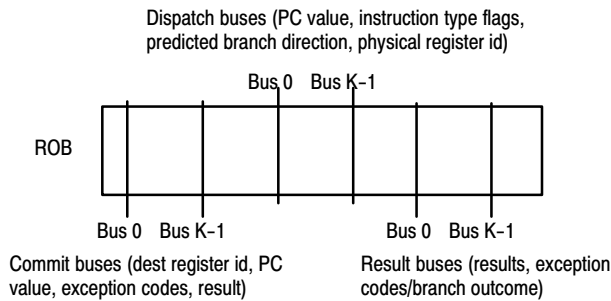 Dispatch buses (PC value, instruction type flags,
predicted branch direction, physical register id)
Bus 0 Bus K-1
ROB
Bus 0 Bus K-1 Bus 0 Bus K-1
Commit buses (dest register id, PC
value, exception codes, result)
Result buses (results, exception
codes/branch outcome)